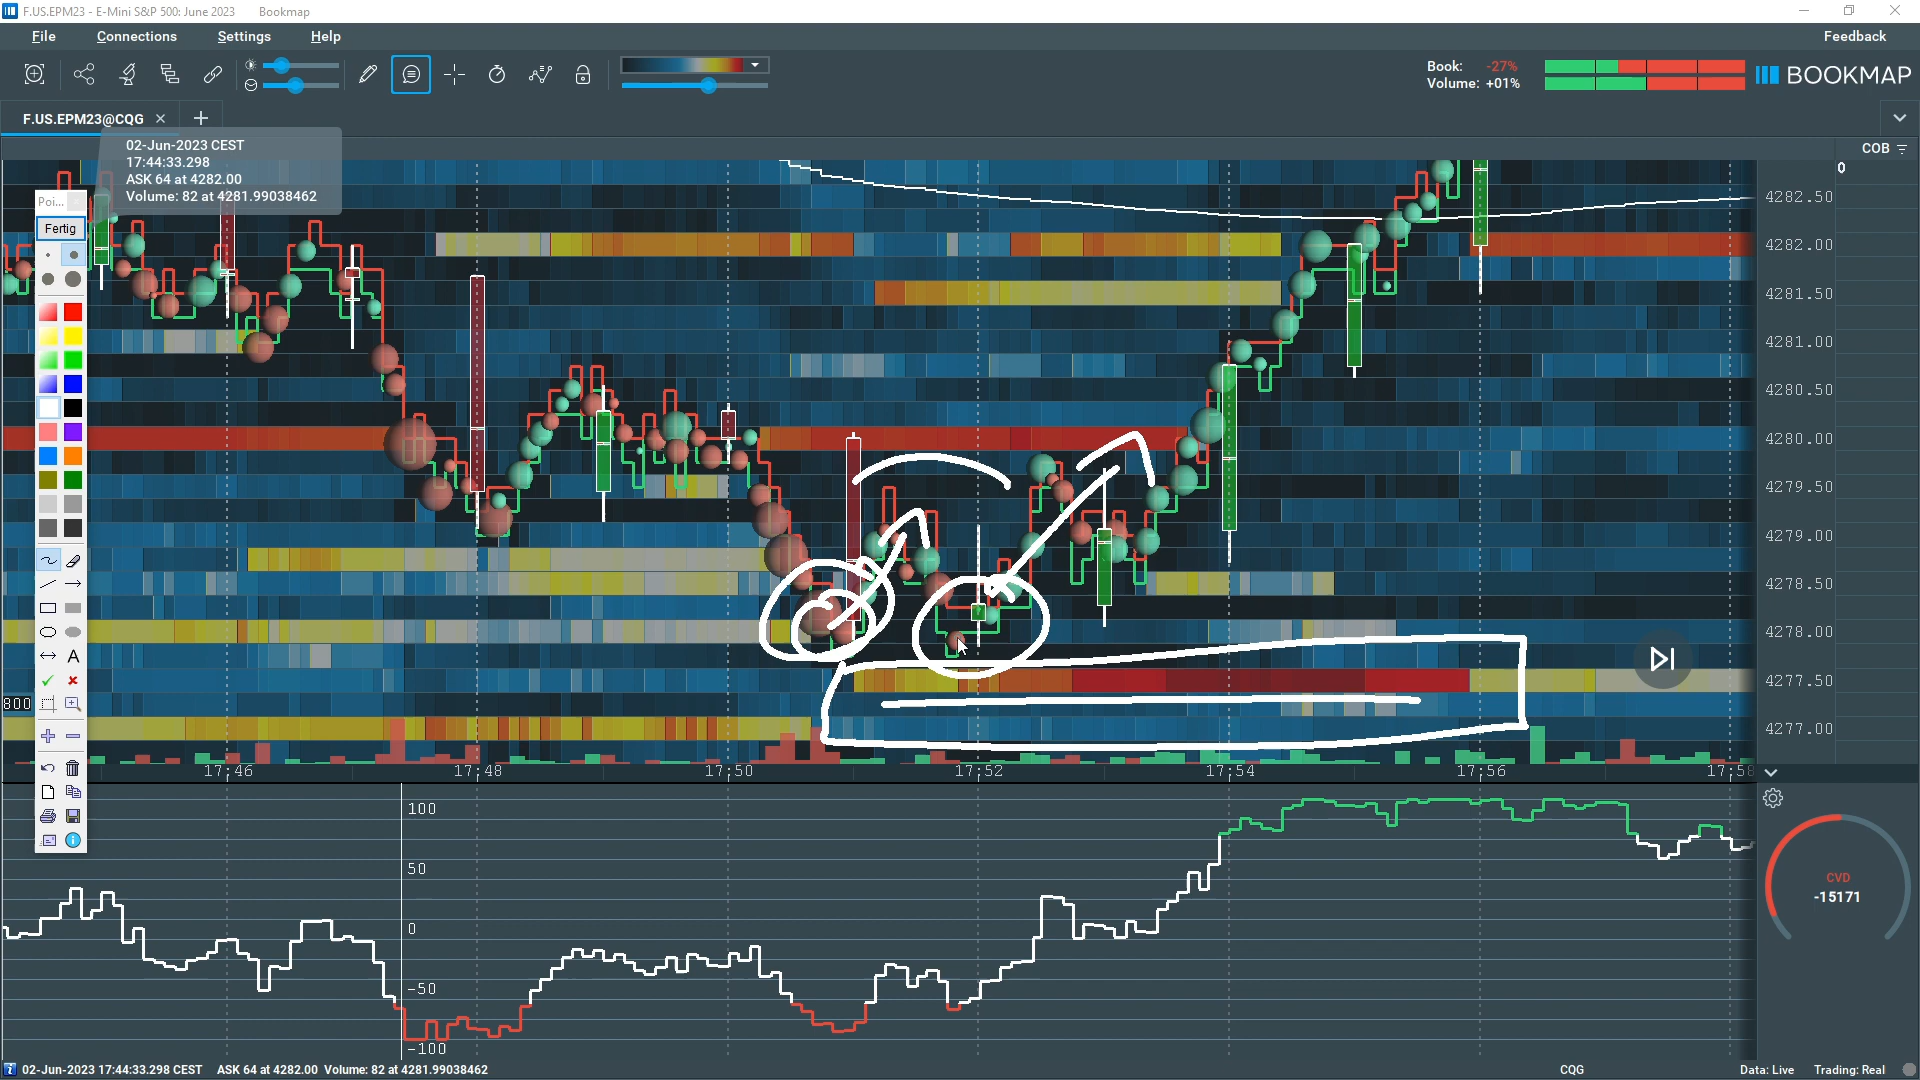 F.US.EPM23 - E-Mini S&P 500: June 2023 Bookmap
File Connections Settings Help Feedback
Book: -27%
Volume: +01%
BOOKMAP
F.US.EPM23@CQG
02-Jun-2023 CEST
17:44:33.298
ASK 64 at 4282.00
Volume: 82 at 4281.99038462
COB
0
Poi...
Fertig
A
4282.50
4282.00
4281.50
4281.00
4280.50
4280.00
4279.50
4279.00
4278.50
4278.00
4277.50
4277.00
800
17:46 17:48 17:50 17:52 17:54 17:56 17:58
100
50
0
-50
-100
CVD
-15171
02-Jun-2023 17:44:33.298 CEST ASK 64 at 4282.00 Volume: 82 at 4281.99038462 CQG Data: Live Trading: Real